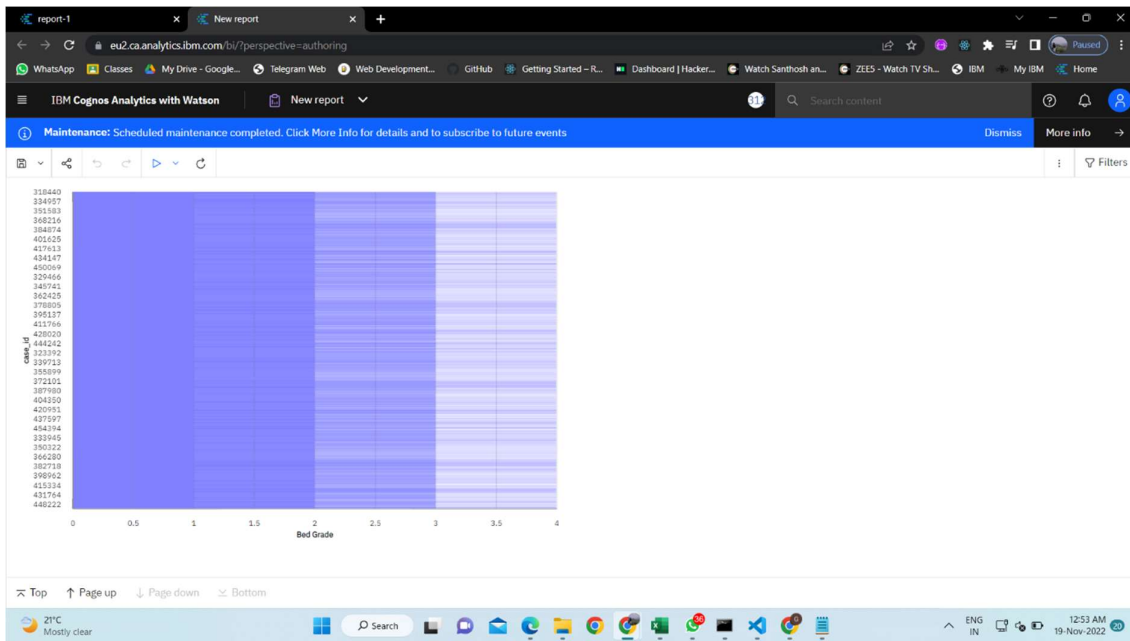 report-1 New report
eu2.ca.analytics.ibm.com/bi/?perspective=authoring Paused
WhatsApp Classes My Drive - Google... Telegram Web Web Development... GitHub Getting Started – R... Dashboard | Hacker... Watch Santhosh an... ZEE5 - Watch TV Sh... IBM My IBM Home
IBM Cognos Analytics with Watson New report Search content
Maintenance: Scheduled maintenance completed. Click More Info for details and to subscribe to future events Dismiss More info
Filters
318440
334957
351583
368216
384874
401625
417613
434147
450069
329466
345741
362425
378805
395137
411766
428020
444242
323392
339713
355899
372101
387980
404350
420951
437597
454394
333945
350322
366280
382718
398962
415334
431764
448222
case_id
0 0.5 1 1.5 2 2.5 3 3.5 4
Bed Grade
Top Page up Page down Bottom
21°C
Mostly clear
Search
ENG
IN
12:53 AM
19-Nov-2022
20